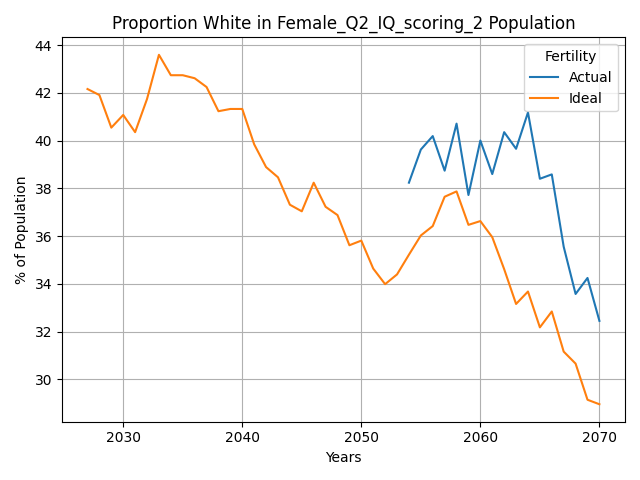 Proportion White in Female_Q2_IQ_scoring_2 Population
Fertility
Actual
Ideal
% of Population
44
42
40
38
36
34
32
30
2030 2040 2050 2060 2070
Years